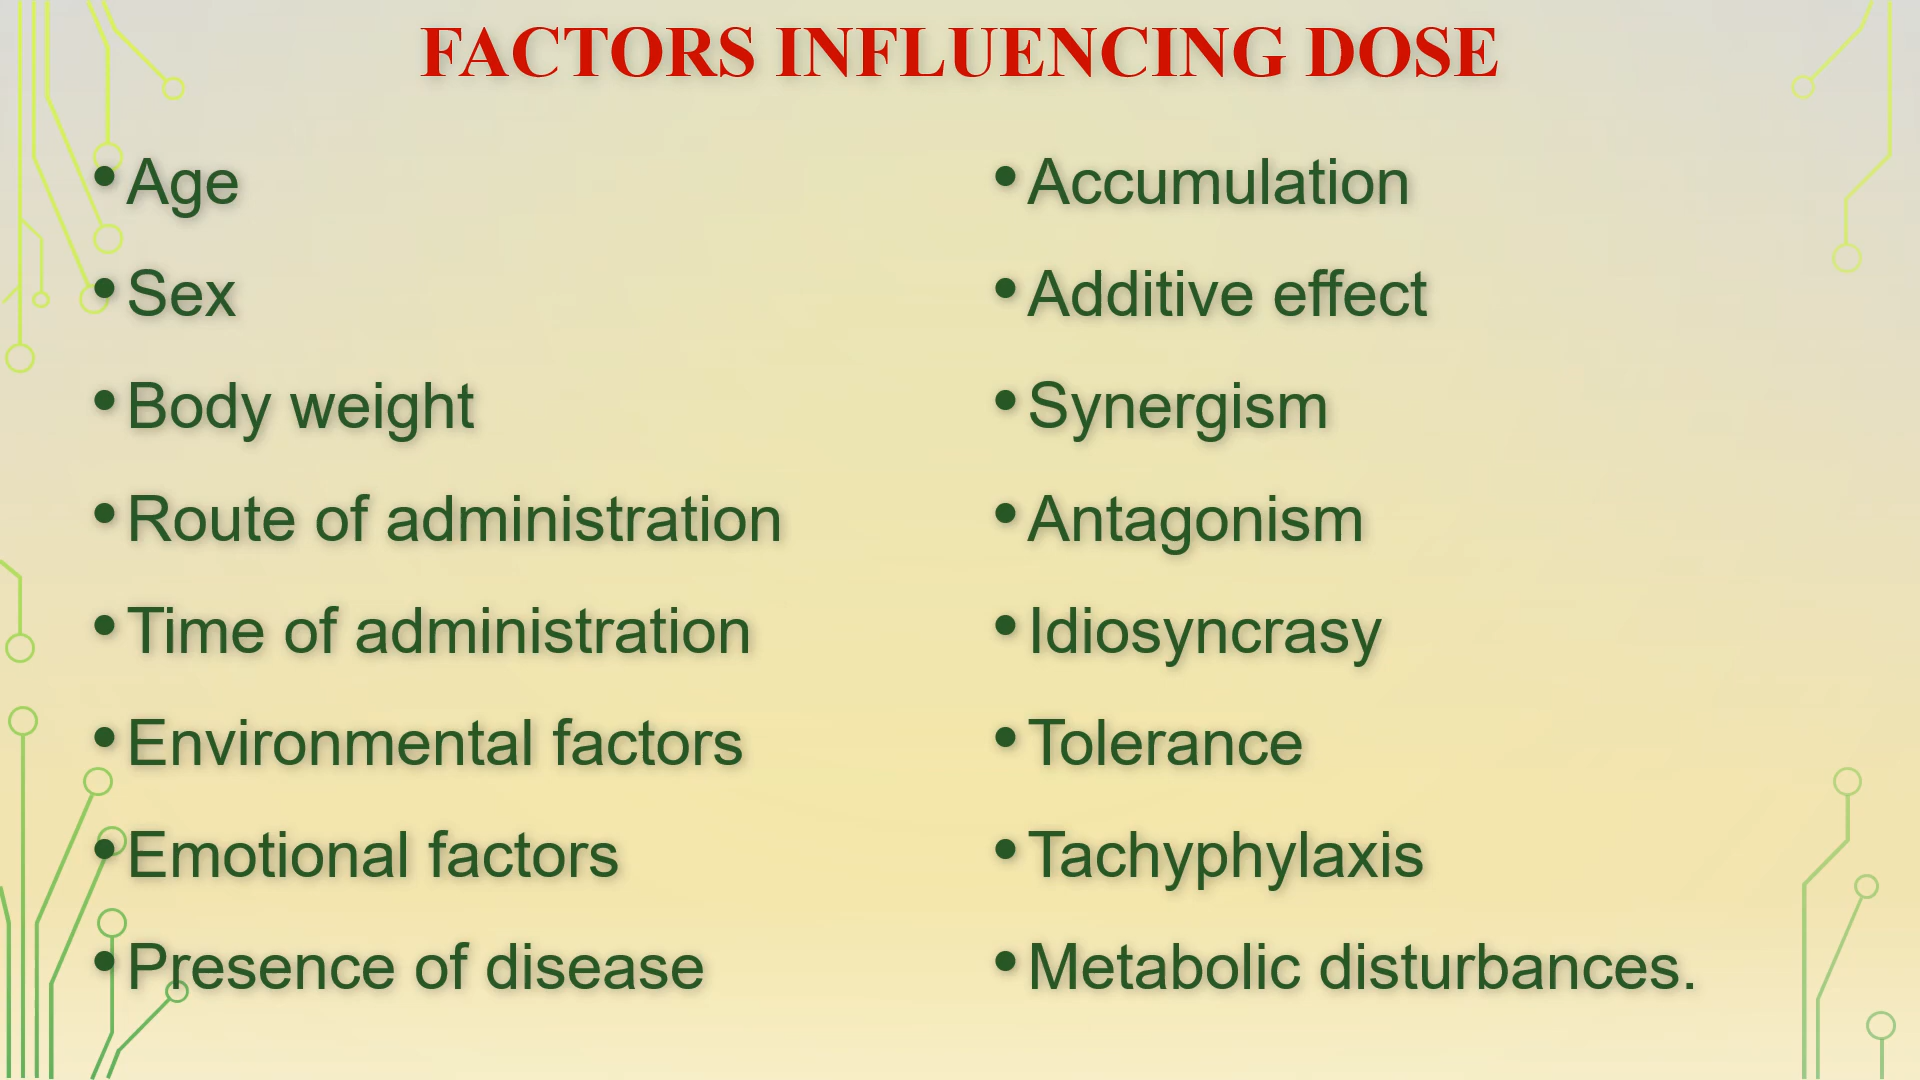 FACTORS INFLUENCING DOSE
• Age
• Sex
• Body weight
• Route of administration
• Time of administration
• Environmental factors
• Emotional factors
• Presence of disease
• Accumulation
• Additive effect
• Synergism
• Antagonism
• Idiosyncrasy
• Tolerance
• Tachyphylaxis
• Metabolic disturbances.